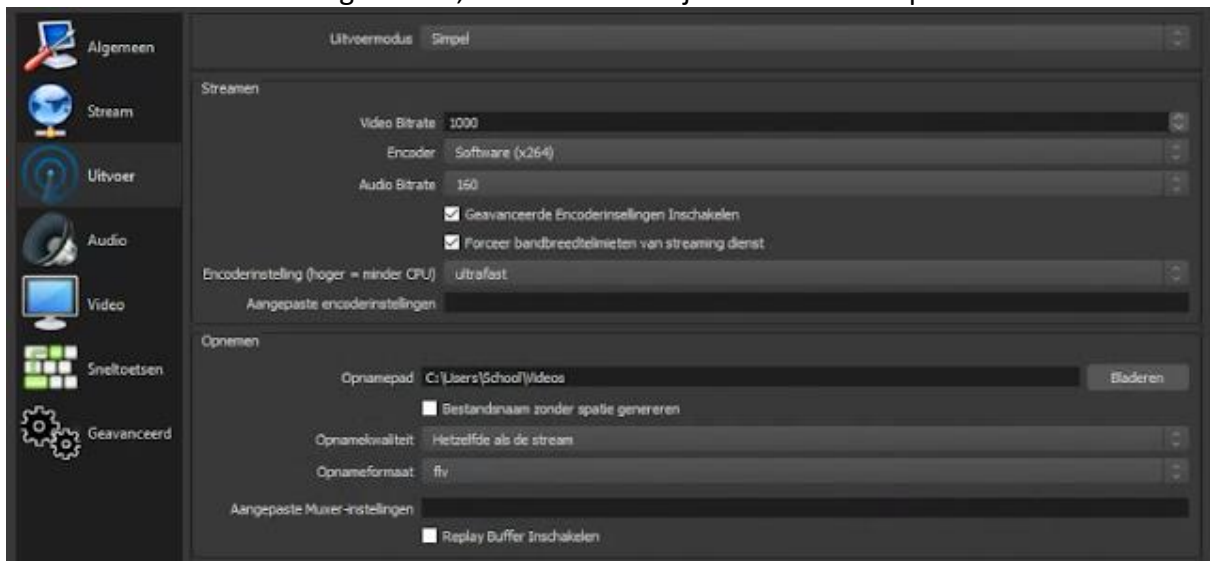 Algemeen
Stream
Uitvoer
Audio
Video
Sneltoetsen
Geavanceerd
Uitvoermodus Simpel
Streamen
Video Bitrate 1000
Encoder Software (x264)
Audio Bitrate 160
Geavanceerde Encoderinsellingen Inschakelen
Forceer bandbreedtelimieten van streaming dienst
Encoderinstelling (hoger = minder CPU) ultrafast
Aangepaste encoderinstellingen
Opnemen
Opnamepad C:\Users\School\Videos Bladeren
Bestandsnaam zonder spatie genereren
Opnamekwaliteit Hetzelfde als de stream
Opnameformaat flv
Aangepaste Muxer-instellingen
Replay Buffer Inschakelen